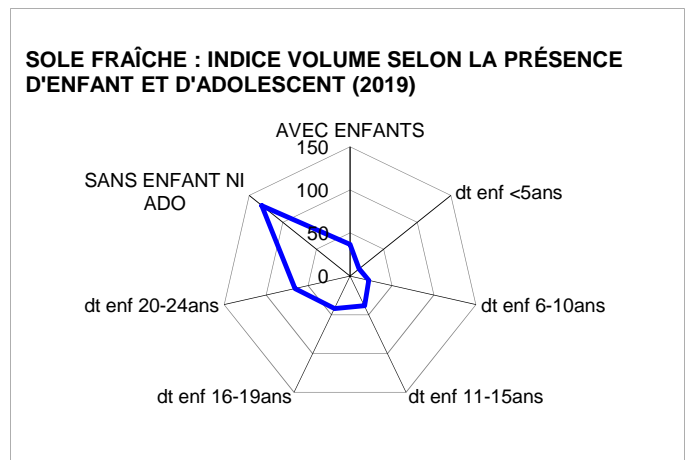 SOLE FRAÎCHE : INDICE VOLUME SELON LA PRÉSENCE
D'ENFANT ET D'ADOLESCENT (2019)
AVEC ENFANTS
150
100
50
0
dt enf <5ans
dt enf 6-10ans
dt enf 11-15ans
dt enf 16-19ans
dt enf 20-24ans
SANS ENFANT NI
ADO